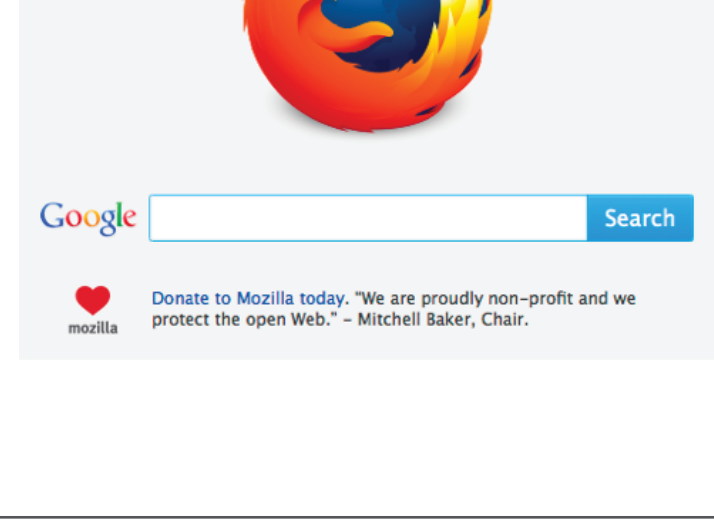 Google
Search
Donate to Mozilla today. "We are proudly non-profit and we
protect the open Web." – Mitchell Baker, Chair.
mozilla